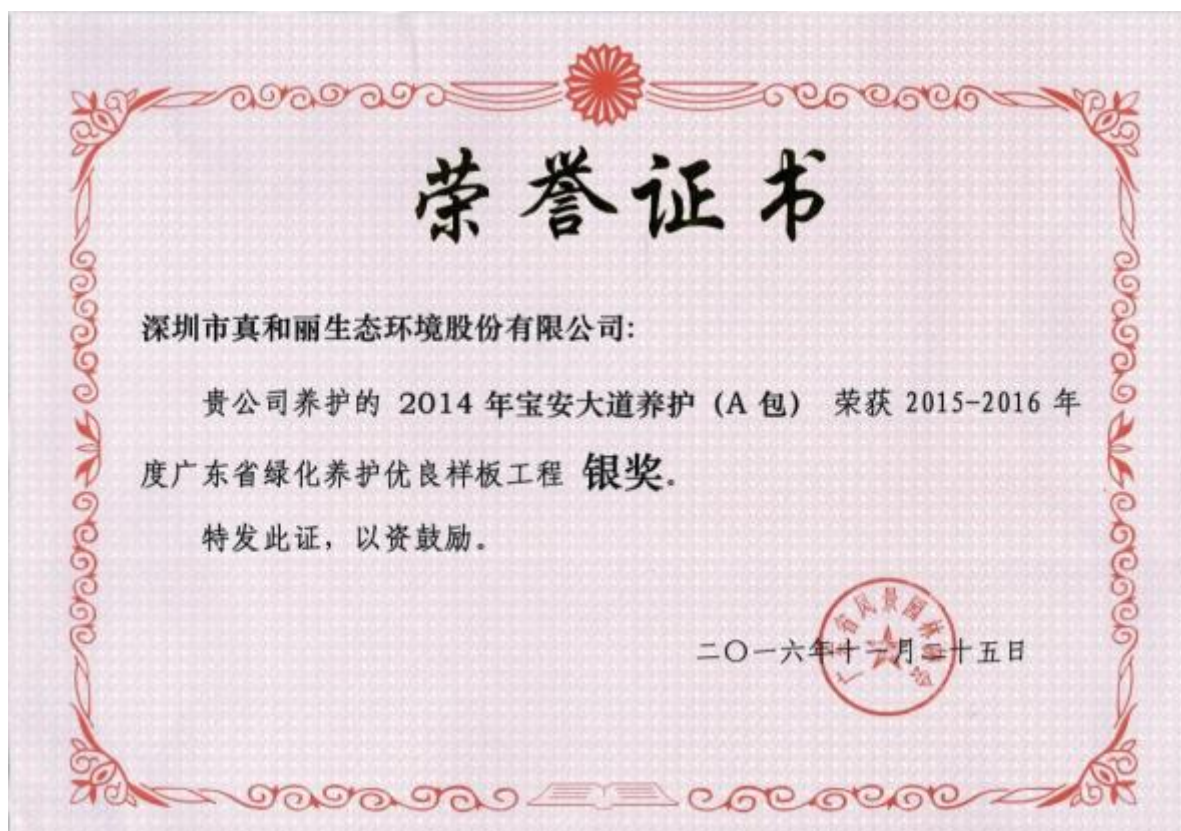 荣誉证书
深圳市真和丽生态环境股份有限公司:
贵公司养护的 2014 年宝安大道养护 (A 包) 荣获 2015-2016 年
度广东省绿化养护优良样板工程 银奖.
特发此证，以资鼓励。
二〇一六年十一月二十五日